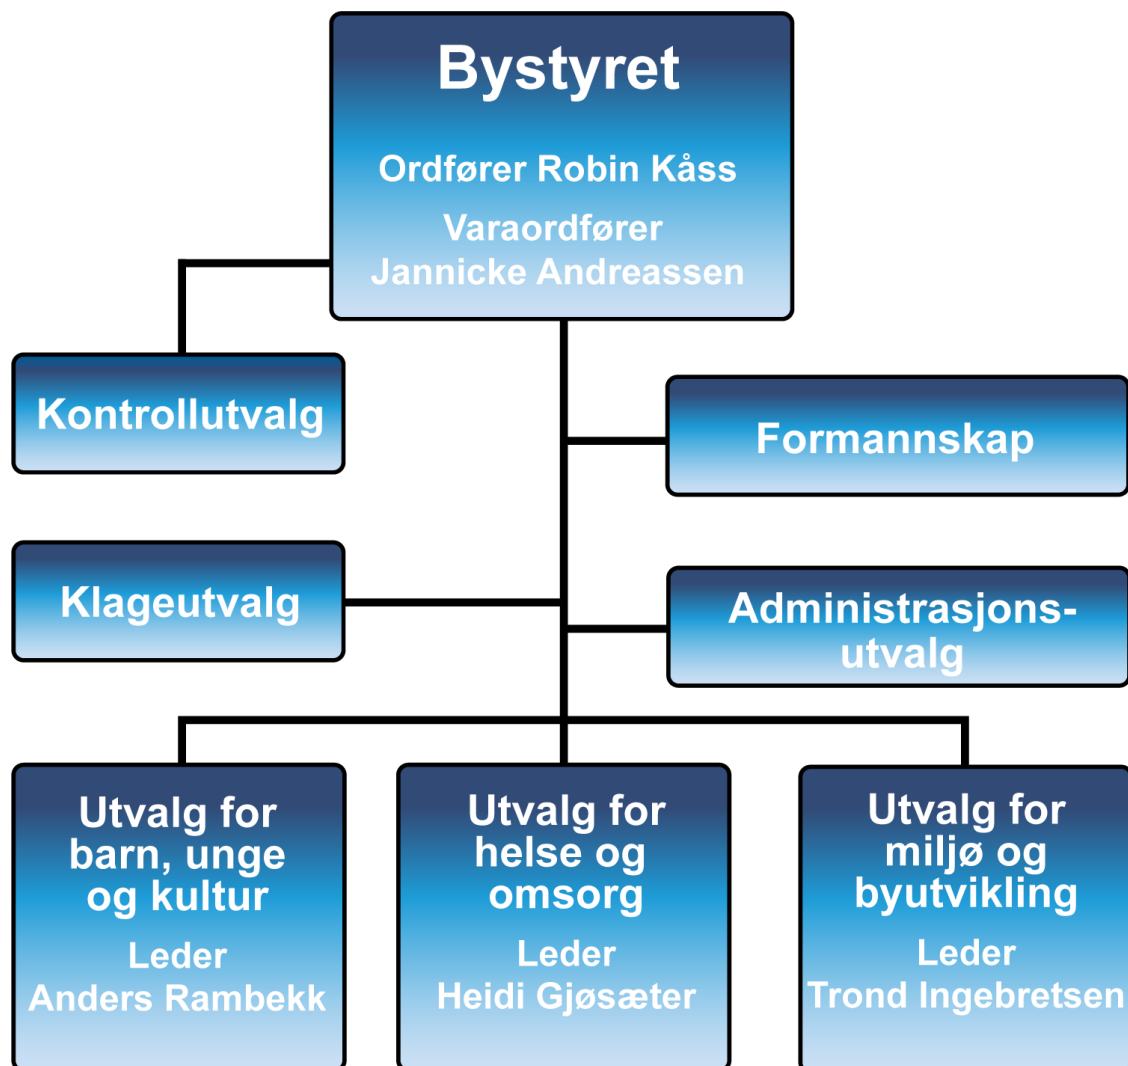 Bystyret
Ordfører Robin Kåss
Varaordfører
Jannicke Andreassen
Kontrollutvalg
Formannskap
Klageutvalg
Administrasjons-
utvalg
Utvalg for
barn, unge
og kultur
Leder
Anders Rambekk
Utvalg for
helse og
omsorg
Leder
Heidi Gjøsæter
Utvalg for
miljø og
byutvikling
Leder
Trond Ingebretsen